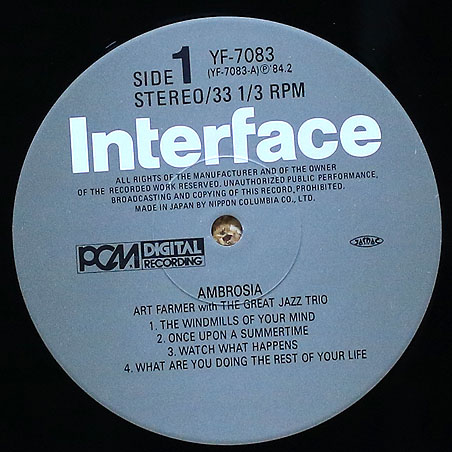 SIDE 1
YF-7083
(YF-7083-A)Ⓟ'84.2
STEREO/33 1/3 RPM
Interface
ALL RIGHTS OF THE MANUFACTURER AND OF THE OWNER
OF THE RECORDED WORK RESERVED. UNAUTHORIZED PUBLIC PERFORMANCE,
BROADCASTING AND COPYING OF THIS RECORD, PROHIBITED.
MADE IN JAPAN BY NIPPON COLUMBIA CO., LTD.
PCM DIGITAL
RECORDING
JASRAC
AMBROSIA
ART FARMER with THE GREAT JAZZ TRIO
1. THE WINDMILLS OF YOUR MIND
2. ONCE UPON A SUMMERTIME
3. WATCH WHAT HAPPENS
4. WHAT ARE YOU DOING THE REST OF YOUR LIFE